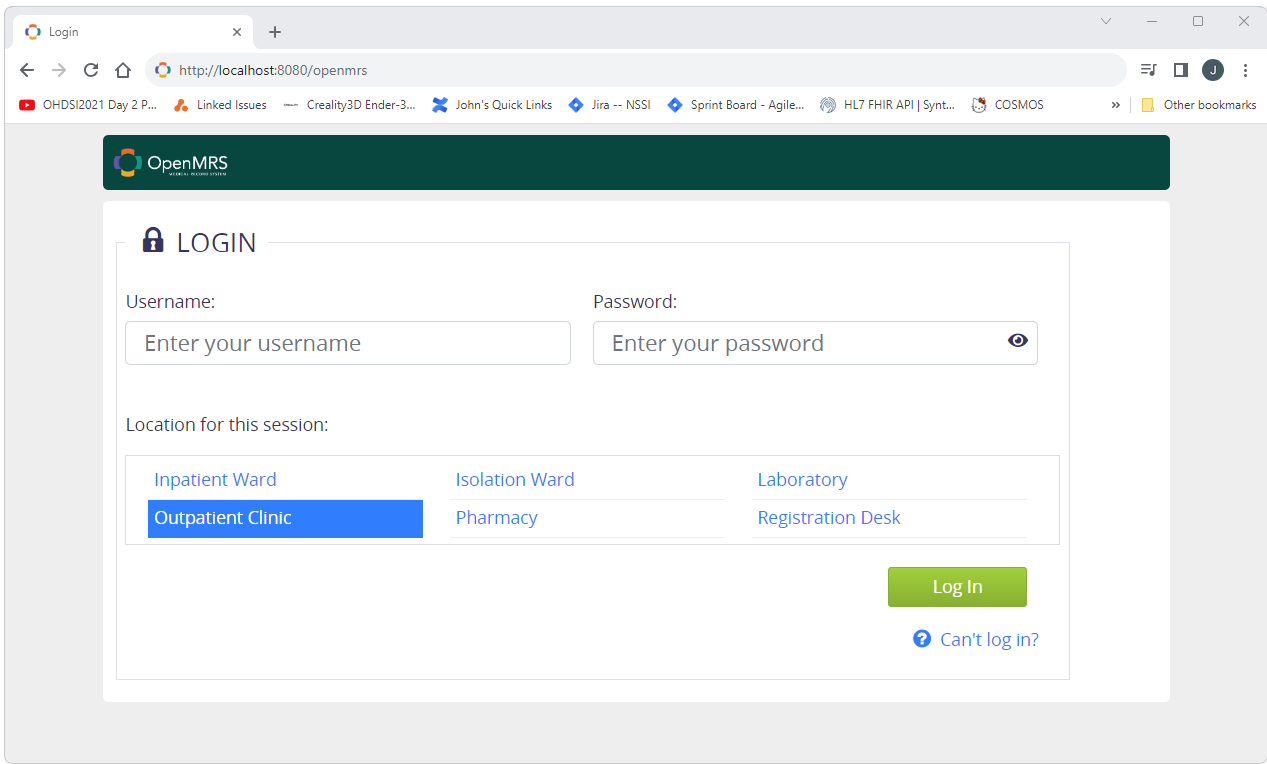 Login
http://localhost:8080/openmrs
J
OHDSI2021 Day 2 P... Linked Issues Creality3D Ender-3... John's Quick Links Jira -- NSSI Sprint Board - Agile... HL7 FHIR API | Synt... COSMOS » Other bookmarks
OpenMRS
MEDICAL RECORD SYSTEM
LOGIN
Username: Password:
Enter your username Enter your password
Location for this session:
Inpatient Ward Isolation Ward Laboratory
Outpatient Clinic Pharmacy Registration Desk
Log In
Can't log in?